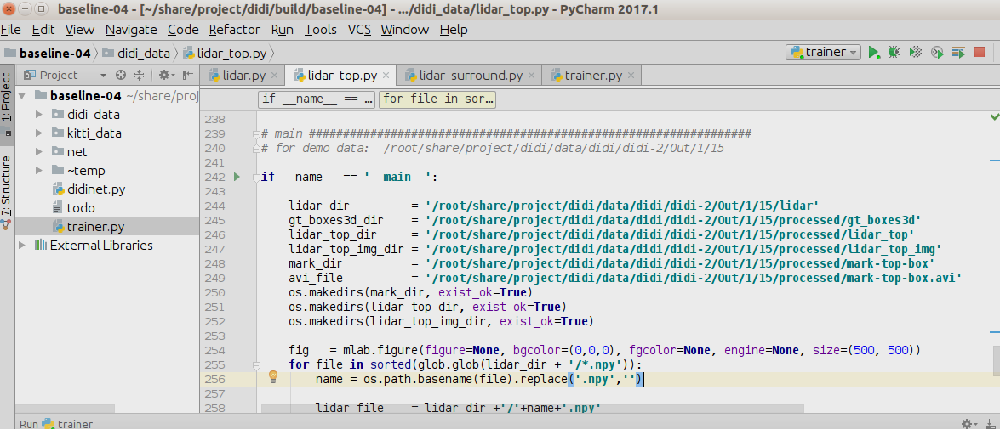 baseline-04 - [~/share/project/didi/build/baseline-04] - .../didi_data/lidar_top.py - PyCharm 2017.1
File Edit View Navigate Code Refactor Run Tools VCS Window Help
baseline-04 didi_data lidar_top.py trainer
Project lidar.py lidar_top.py lidar_surround.py trainer.py
1: Project
7: Structure
baseline-04 ~/share/proj
didi_data
kitti_data
net
~temp
didinet.py
todo
trainer.py
External Libraries
if __name__ == ... for file in sor...
238
239 # main #################################################################
240 # for demo data:  /root/share/project/didi/data/didi/didi-2/Out/1/15
241
242 if __name__ == '__main__':
243
244     lidar_dir         = '/root/share/project/didi/data/didi/didi-2/Out/1/15/lidar'
245     gt_boxes3d_dir    = '/root/share/project/didi/data/didi/didi-2/Out/1/15/processed/gt_boxes3d'
246     lidar_top_dir     = '/root/share/project/didi/data/didi/didi-2/Out/1/15/processed/lidar_top'
247     lidar_top_img_dir = '/root/share/project/didi/data/didi/didi-2/Out/1/15/processed/lidar_top_img'
248     mark_dir          = '/root/share/project/didi/data/didi/didi-2/Out/1/15/processed/mark-top-box'
249     avi_file          = '/root/share/project/didi/data/didi/didi-2/Out/1/15/processed/mark-top-box.avi'
250     os.makedirs(mark_dir, exist_ok=True)
251     os.makedirs(lidar_top_dir, exist_ok=True)
252     os.makedirs(lidar_top_img_dir, exist_ok=True)
253
254     fig   = mlab.figure(figure=None, bgcolor=(0,0,0), fgcolor=None, engine=None, size=(500, 500))
255     for file in sorted(glob.glob(lidar_dir + '/*.npy')):
256         name = os.path.basename(file).replace('.npy','')
257
258         lidar_file    = lidar_dir +'/'+name+'.npy'
Run trainer